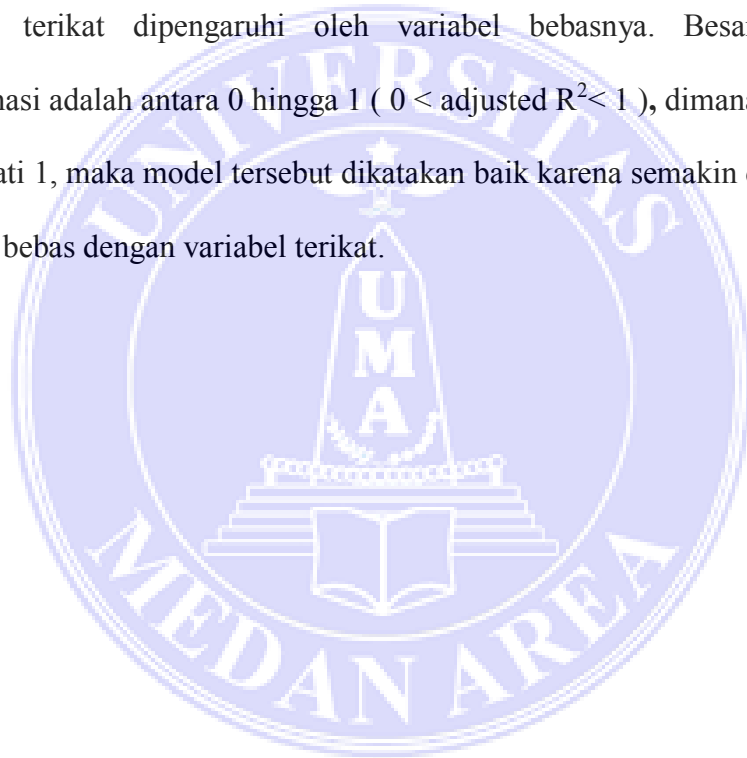 terikat dipengaruhi oleh variabel bebasnya. Besar
nasi adalah antara 0 hingga 1 ( 0 < adjusted R²< 1 ), dimana
ati 1, maka model tersebut dikatakan baik karena semakin
bebas dengan variabel terikat.
UNIVERSITAS
UMA
MEDAN AREA